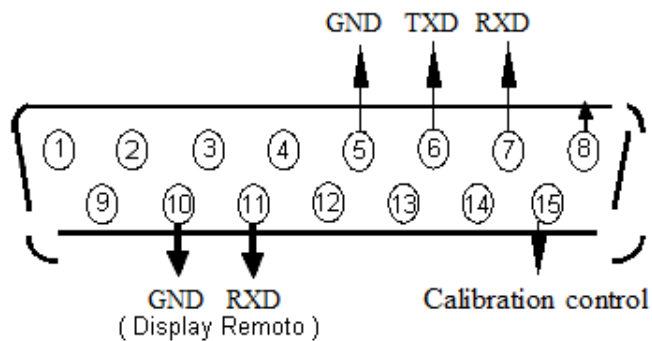 GND TXD RXD
1 2 3 4 5 6 7 8
9 10 11 12 13 14 15
GND RXD Calibration control
( Display Remoto )